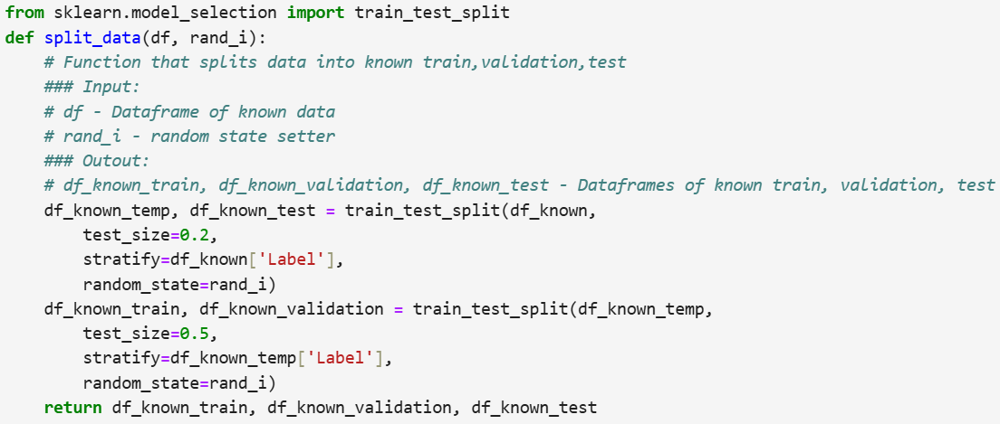 from sklearn.model_selection import train_test_split
def split_data(df, rand_i):
    # Function that splits data into known train,validation,test
    ### Input:
    # df - Dataframe of known data
    # rand_i - random state setter
    ### Outout:
    # df_known_train, df_known_validation, df_known_test - Dataframes of known train, validation, test
    df_known_temp, df_known_test = train_test_split(df_known,
        test_size=0.2,
        stratify=df_known['Label'],
        random_state=rand_i)
    df_known_train, df_known_validation = train_test_split(df_known_temp,
        test_size=0.5,
        stratify=df_known_temp['Label'],
        random_state=rand_i)
    return df_known_train, df_known_validation, df_known_test